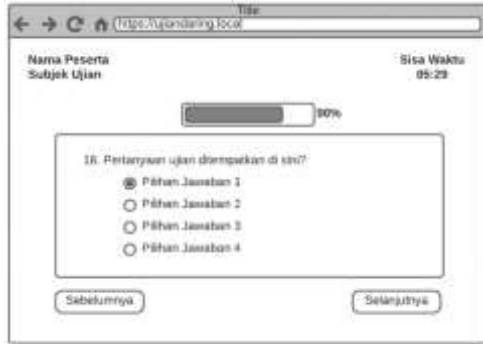 Title
https://ujiandaring.local
Nama Peserta
Subjek Ujian
Sisa Waktu
05:29
90%
16. Pertanyaan ujian ditempatkan di sini?
Pilihan Jawaban 1
Pilihan Jawaban 2
Pilihan Jawaban 3
Pilihan Jawaban 4
Sebelumnya
Selanjutnya